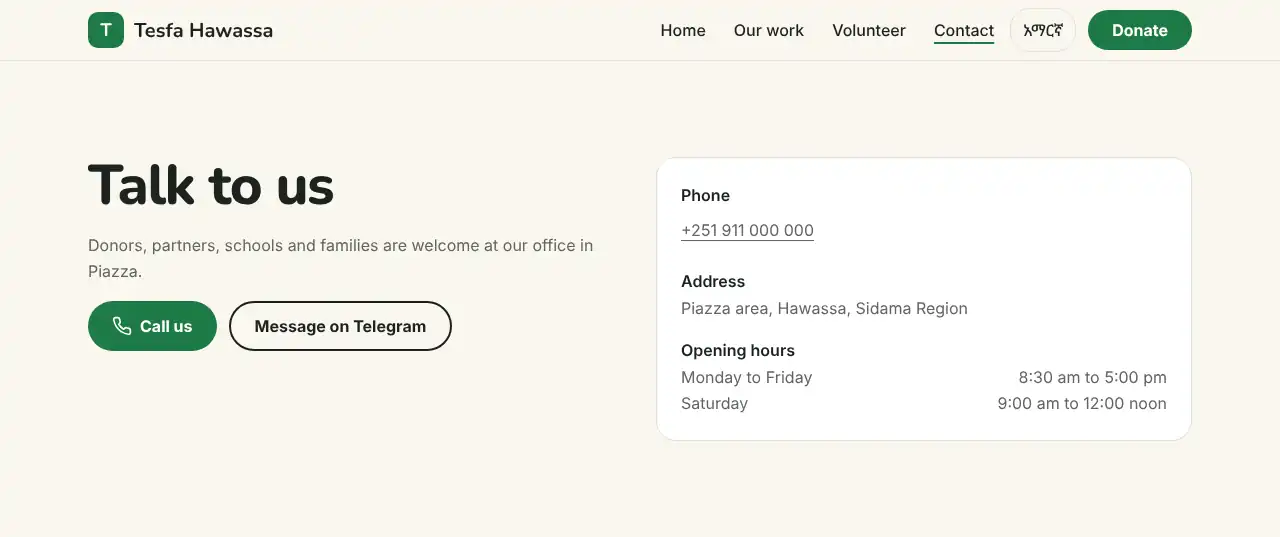 T Tesfa Hawassa
Home Our work Volunteer Contact አማርኛ Donate
Talk to us
Donors, partners, schools and families are welcome at our office in
Piazza.
Call us Message on Telegram
Phone
+251 911 000 000
Address
Piazza area, Hawassa, Sidama Region
Opening hours
Monday to Friday 8:30 am to 5:00 pm
Saturday 9:00 am to 12:00 noon